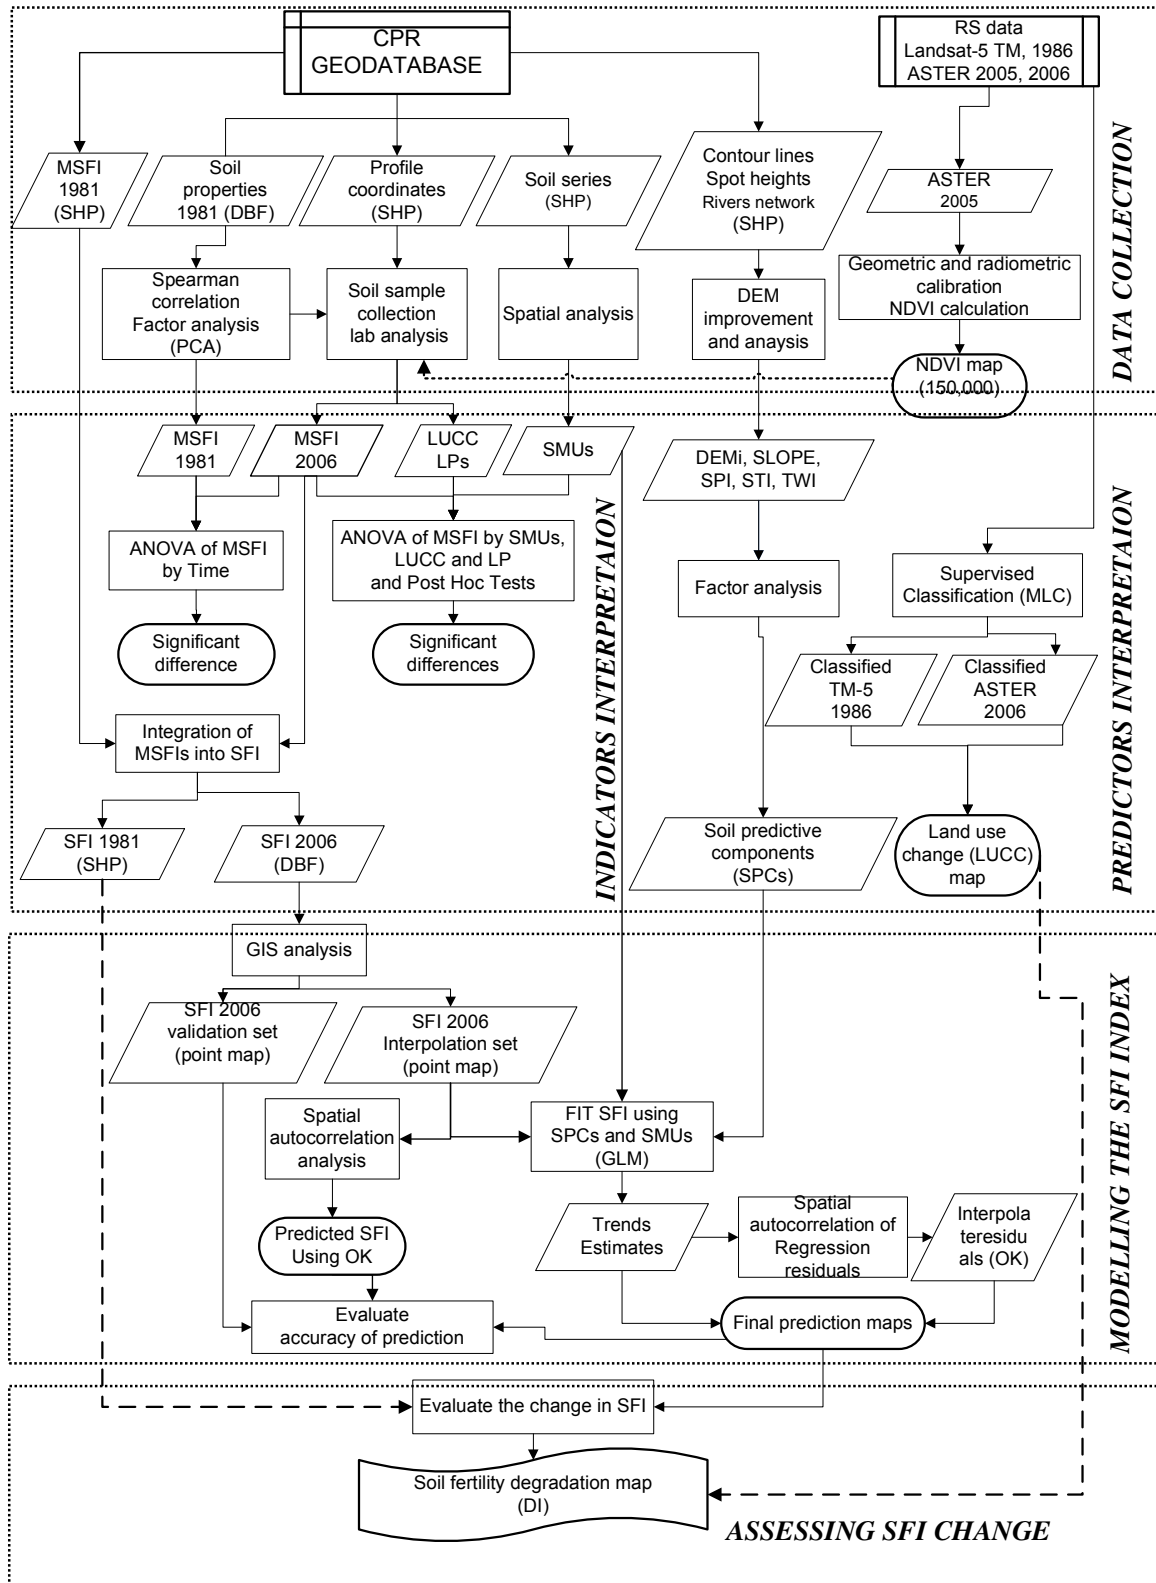 CPR
GEODATABASE
RS data
Landsat-5 TM, 1986
ASTER 2005, 2006
MSFI
1981
(SHP)
Soil
properties
1981 (DBF)
Profile
coordinates
(SHP)
Soil series
(SHP)
Contour lines
Spot heights
Rivers network
(SHP)
ASTER
2005
Spearman
correlation
Factor analysis
(PCA)
Soil sample
collection
lab analysis
Spatial analysis
DEM
improvement
and anaysis
Geometric and radiometric
calibration
NDVI calculation
NDVI map
(150,000)
DATA COLLECTION
MSFI
1981
MSFI
2006
LUCC
LPs
SMUs
DEMi, SLOPE,
SPI, STI, TWI
ANOVA of MSFI
by Time
ANOVA of MSFI by SMUs,
LUCC and LP
and Post Hoc Tests
Factor analysis
Supervised
Classification (MLC)
Significant
difference
Significant
differences
Classified
TM-5
1986
Classified
ASTER
2006
Integration of
MSFIs into SFI
SFI 1981
(SHP)
SFI 2006
(DBF)
Soil predictive
components
(SPCs)
Land use
change (LUCC)
map
INDICATORS INTERPRETAION
PREDICTORS INTERPRETAION
GIS analysis
SFI 2006
validation set
(point map)
SFI 2006
Interpolation set
(point map)
Spatial
autocorrelation
analysis
FIT SFI using
SPCs and SMUs
(GLM)
Predicted SFI
Using OK
Trends
Estimates
Spatial
autocorrelation of
Regression
residuals
Interpola
teresidu
als (OK)
Evaluate
accuracy of prediction
Final prediction maps
MODELLING THE SFI INDEX
Evaluate the change in SFI
Soil fertility degradation map
(DI)
ASSESSING SFI CHANGE